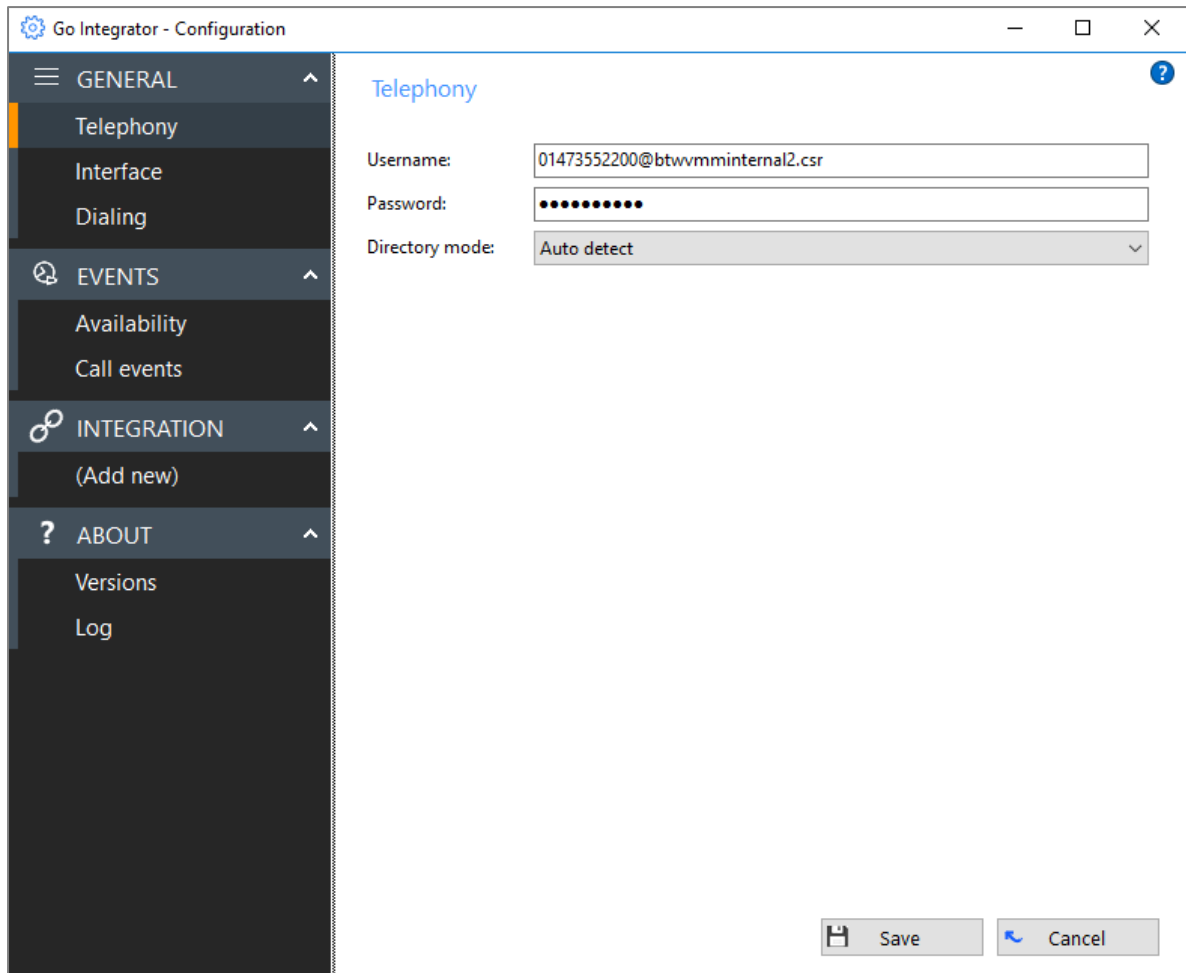 Go Integrator - Configuration
GENERAL
Telephony
Interface
Dialing
EVENTS
Availability
Call events
INTEGRATION
(Add new)
? ABOUT
Versions
Log
?
Telephony
Username: 01473552200@btwvmminternal2.csr
Password: ●●●●●●●●●●
Directory mode: Auto detect
Save Cancel